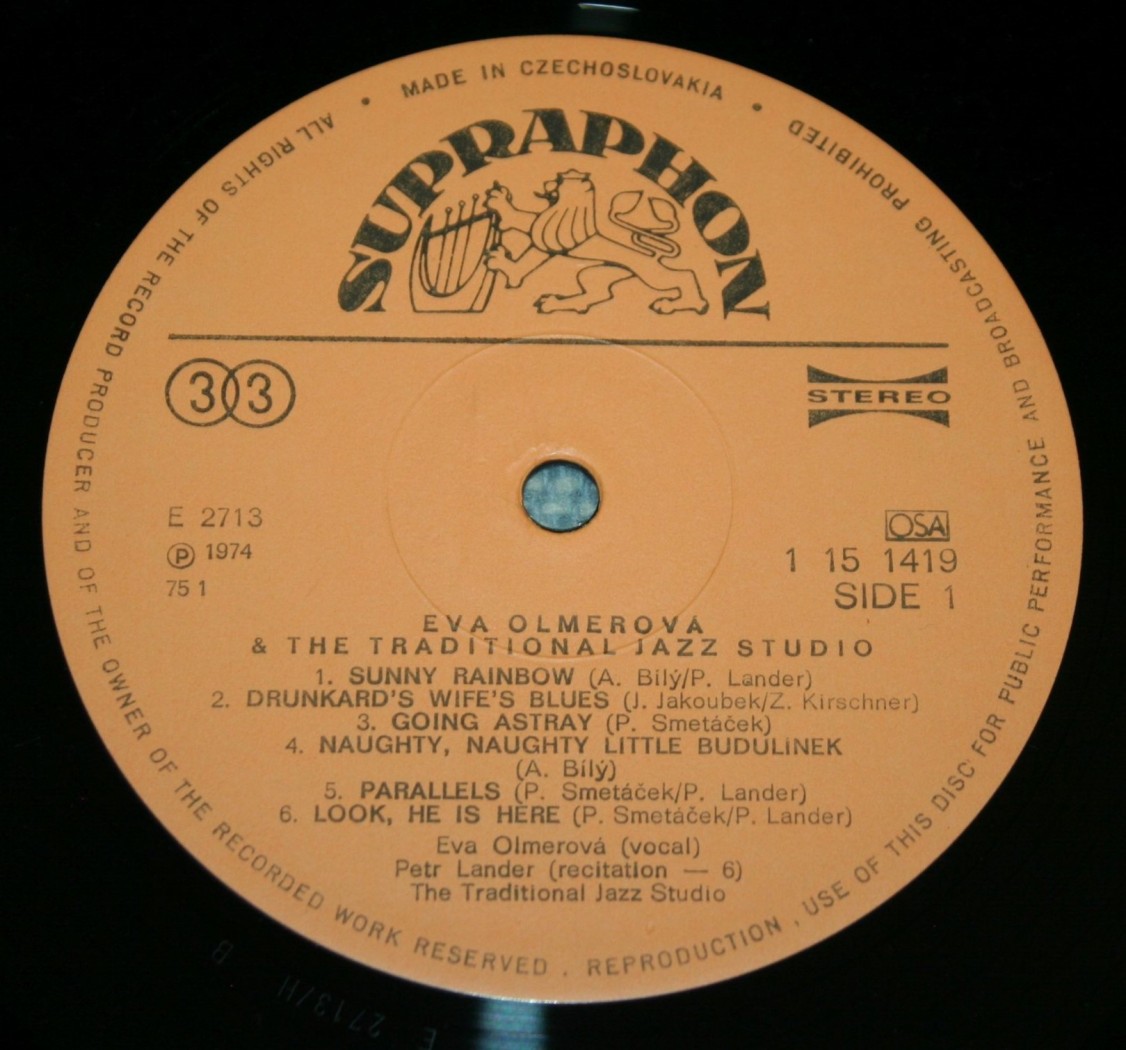 MADE IN CZECHOSLOVAKIA
ALL RIGHTS OF THE RECORD PRODUCER AND OF THE OWNER OF THE RECORDED WORK RESERVED . REPRODUCTION , USE OF THIS DISC FOR PUBLIC PERFORMANCE AND BROADCASTING PROHIBITED
SUPRAPHON
33
STEREO
E 2713
Ⓟ 1974
75 1
OSA
1 15 1419
SIDE 1
EVA OLMEROVÁ
& THE TRADITIONAL JAZZ STUDIO
1. SUNNY RAINBOW (A. Bílý/P. Lander)
2. DRUNKARD'S WIFE'S BLUES (J. Jakoubek/Z. Kirschner)
3. GOING ASTRAY (P. Smetáček)
4. NAUGHTY, NAUGHTY LITTLE BUDULÍNEK
(A. Bílý)
5. PARALLELS (P. Smetáček/P. Lander)
6. LOOK, HE IS HERE (P. Smetáček/P. Lander)
Eva Olmerová (vocal)
Petr Lander (recitation — 6)
The Traditional Jazz Studio
E 2713/H B